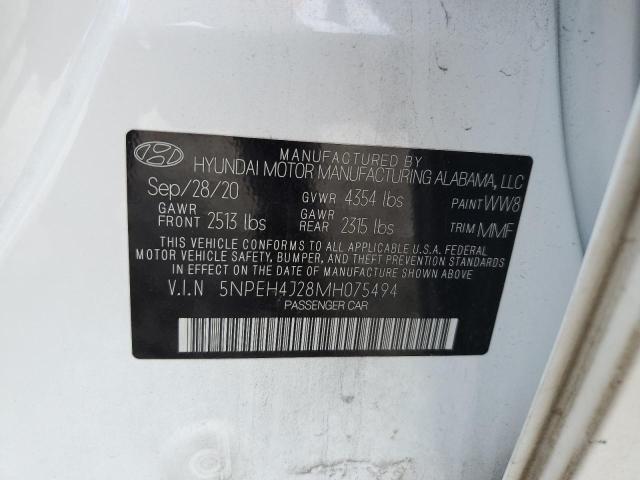 MANUFACTURED BY
HYUNDAI MOTOR MANUFACTURING ALABAMA, LLC
Sep/28/20 GVWR 4354 lbs PAINT WW8
GAWR FRONT 2513 lbs GAWR REAR 2315 lbs TRIM MMF
THIS VEHICLE CONFORMS TO ALL APPLICABLE U.S.A. FEDERAL
MOTOR VEHICLE SAFETY, BUMPER, AND THEFT PREVENTION STANDARDS
IN EFFECT ON THE DATE OF MANUFACTURE SHOWN ABOVE.
V.I.N 5NPEH4J28MH075494
PASSENGER CAR